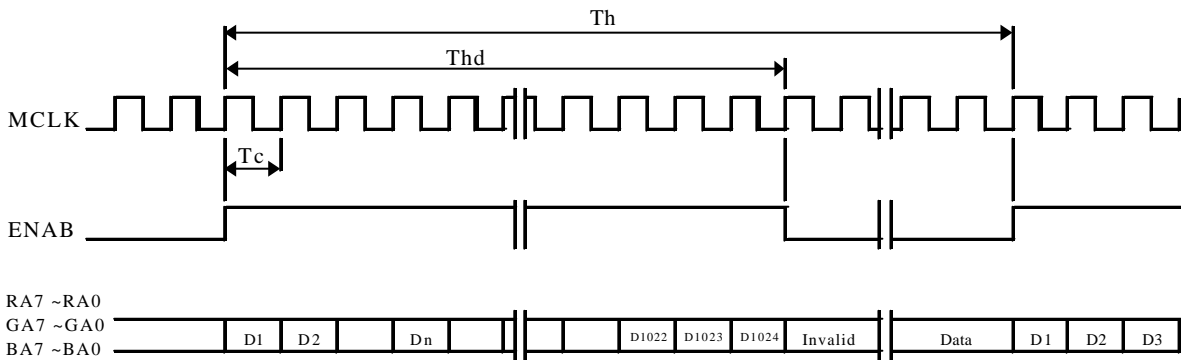 Th
Thd
MCLK
Tc
ENAB
RA7 ~RA0
GA7 ~GA0
BA7 ~BA0
D1 D2 Dn D1022 D1023 D1024 Invalid Data D1 D2 D3